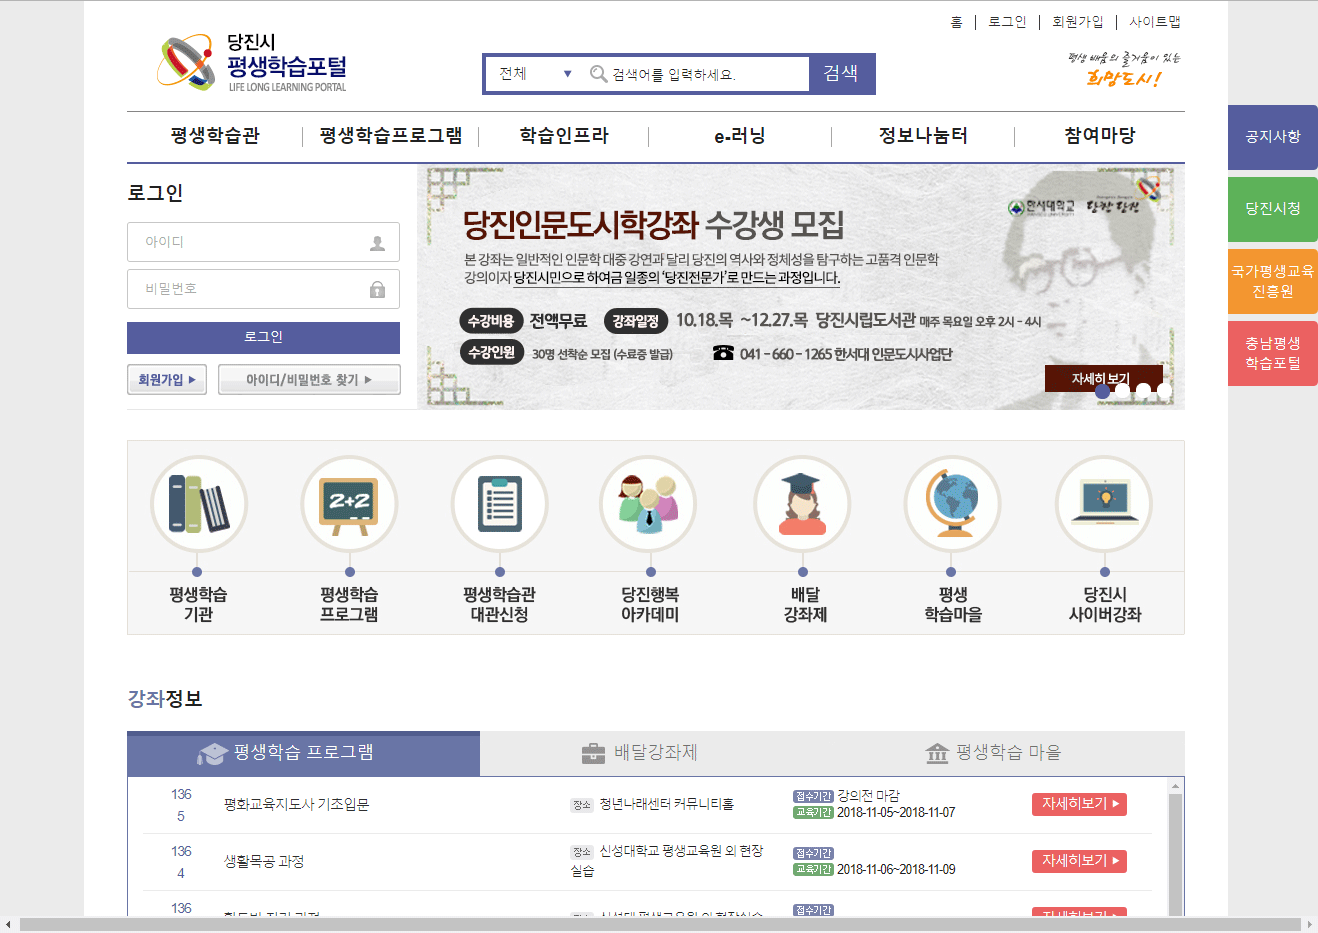 홈 로그인 회원가입 사이트맵
당진시
평생학습포털
LIFE LONG LEARNING PORTAL
전체 검색어를 입력하세요. 검색
평생 배움의 즐거움이 있는
희망도시!
평생학습관 평생학습프로그램 학습인프라 e-러닝 정보나눔터 참여마당
공지사항
당진시청
국가평생교육
진흥원
충남평생
학습포털
로그인
아이디
비밀번호
로그인
회원가입 ▶ 아이디/비밀번호 찾기 ▶
한서대학교
당진인문도시학강좌 수강생 모집
본 강좌는 일반적인 인문학 대중 강연과 달리 당진의 역사와 정체성을 탐구하는 고품격 인문학
강의이자 당진시민으로 하여금 일종의 '당진전문가'로 만드는 과정입니다.
수강비용 전액무료 강좌일정 10.18.목 ~12.27.목 당진시립도서관 매주 목요일 오후 2시 - 4시
수강인원 30명 선착순 모집 (수료증 발급) ☎ 041 - 660 - 1265 한서대 인문도시사업단
자세히 보기
2+2
평생학습
기관
평생학습
프로그램
평생학습관
대관신청
당진행복
아카데미
배달
강좌제
평생
학습마을
당진시
사이버강좌
강좌정보
평생학습 프로그램 배달강좌제 평생학습 마을
1365 평화교육지도사 기초입문 장소 청년나래센터 커뮤니티홀 접수기간 강의전 마감
교육기간 2018-11-05~2018-11-07 자세히보기 ▶
1364 생활목공 과정 장소 신성대학교 평생교육원 외 현장
실습 접수기간
교육기간 2018-11-06~2018-11-09 자세히보기 ▶
136 접수기간